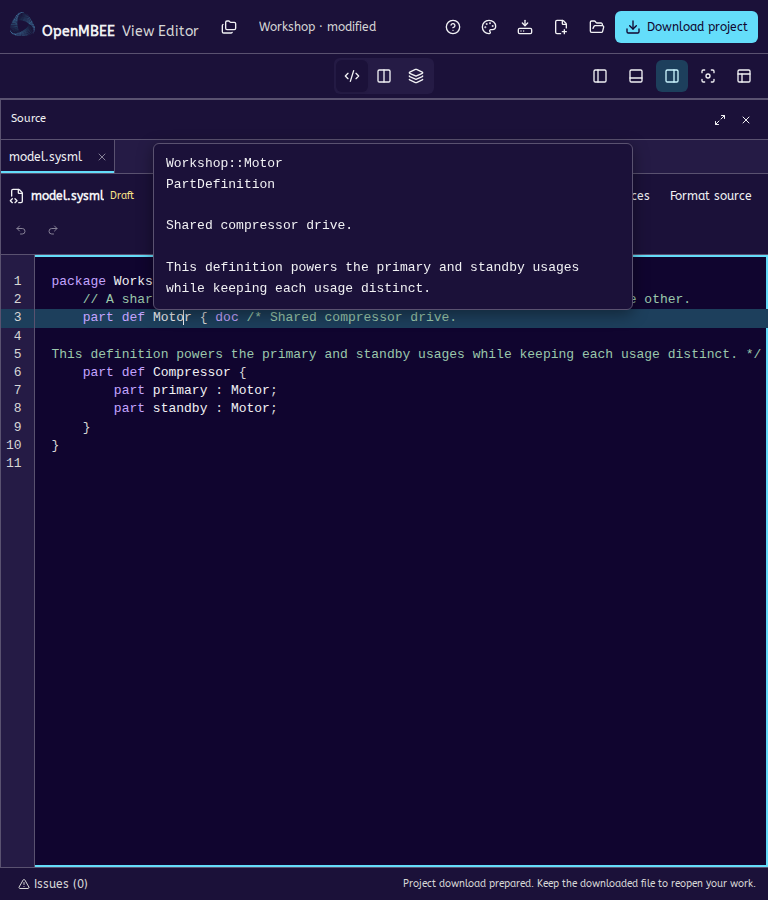 OpenMBEE View Editor
Workshop · modified
Download project
Source
model.sysml
model.sysml Draft
Format source
Workshop::Motor
PartDefinition
Shared compressor drive.
This definition powers the primary and standby usages
while keeping each usage distinct.
1 package
2 // A other.
3 part def Motor { doc /* Shared compressor drive.
4
5 This definition powers the primary and standby usages while keeping each usage distinct. */
6 part def Compressor {
7 part primary : Motor;
8 part standby : Motor;
9 }
10 }
11
Issues (0)
Project download prepared. Keep the downloaded file to reopen your work.